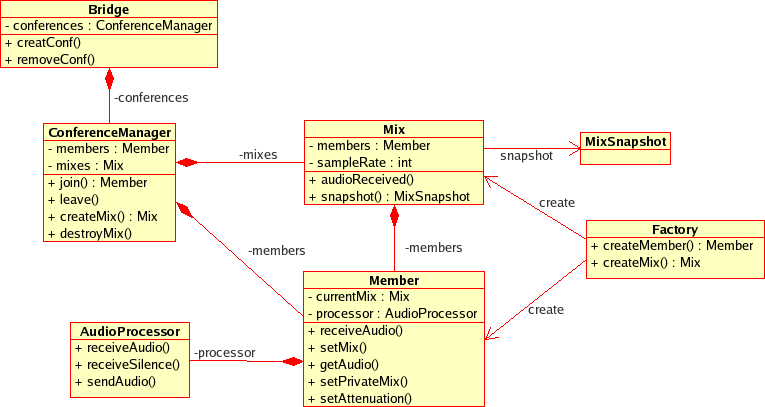 Bridge
- conferences : ConferenceManager
+ creatConf()
+ removeConf()
-conferences
ConferenceManager
- members : Member
- mixes : Mix
+ join() : Member
+ leave()
+ createMix() : Mix
+ destroyMix()
-mixes
Mix
- members : Member
- sampleRate : int
+ audioReceived()
+ snapshot() : MixSnapshot
snapshot
MixSnapshot
create
Factory
+ createMember() : Member
+ createMix() : Mix
create
-members
-members
Member
- currentMix : Mix
- processor : AudioProcessor
+ receiveAudio()
+ setMix()
+ getAudio()
+ setPrivateMix()
+ setAttenuation()
-processor
AudioProcessor
+ receiveAudio()
+ receiveSilence()
+ sendAudio()